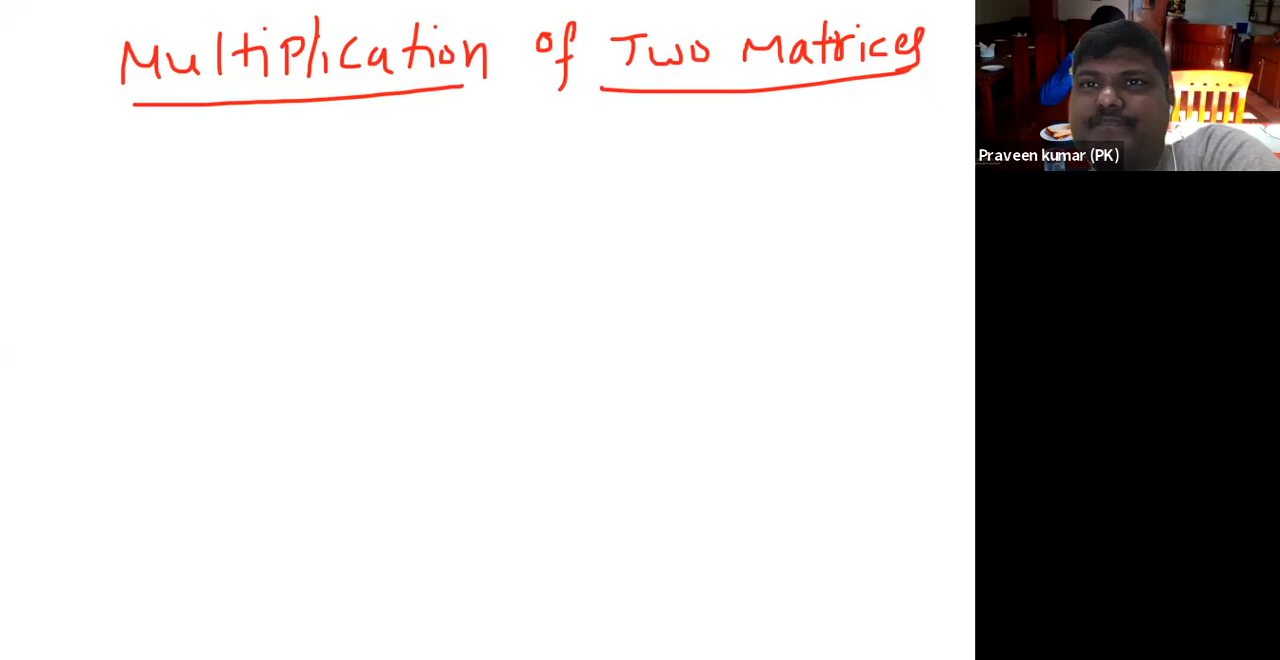 Multiplication of Two Matrices
Praveen kumar (PK)